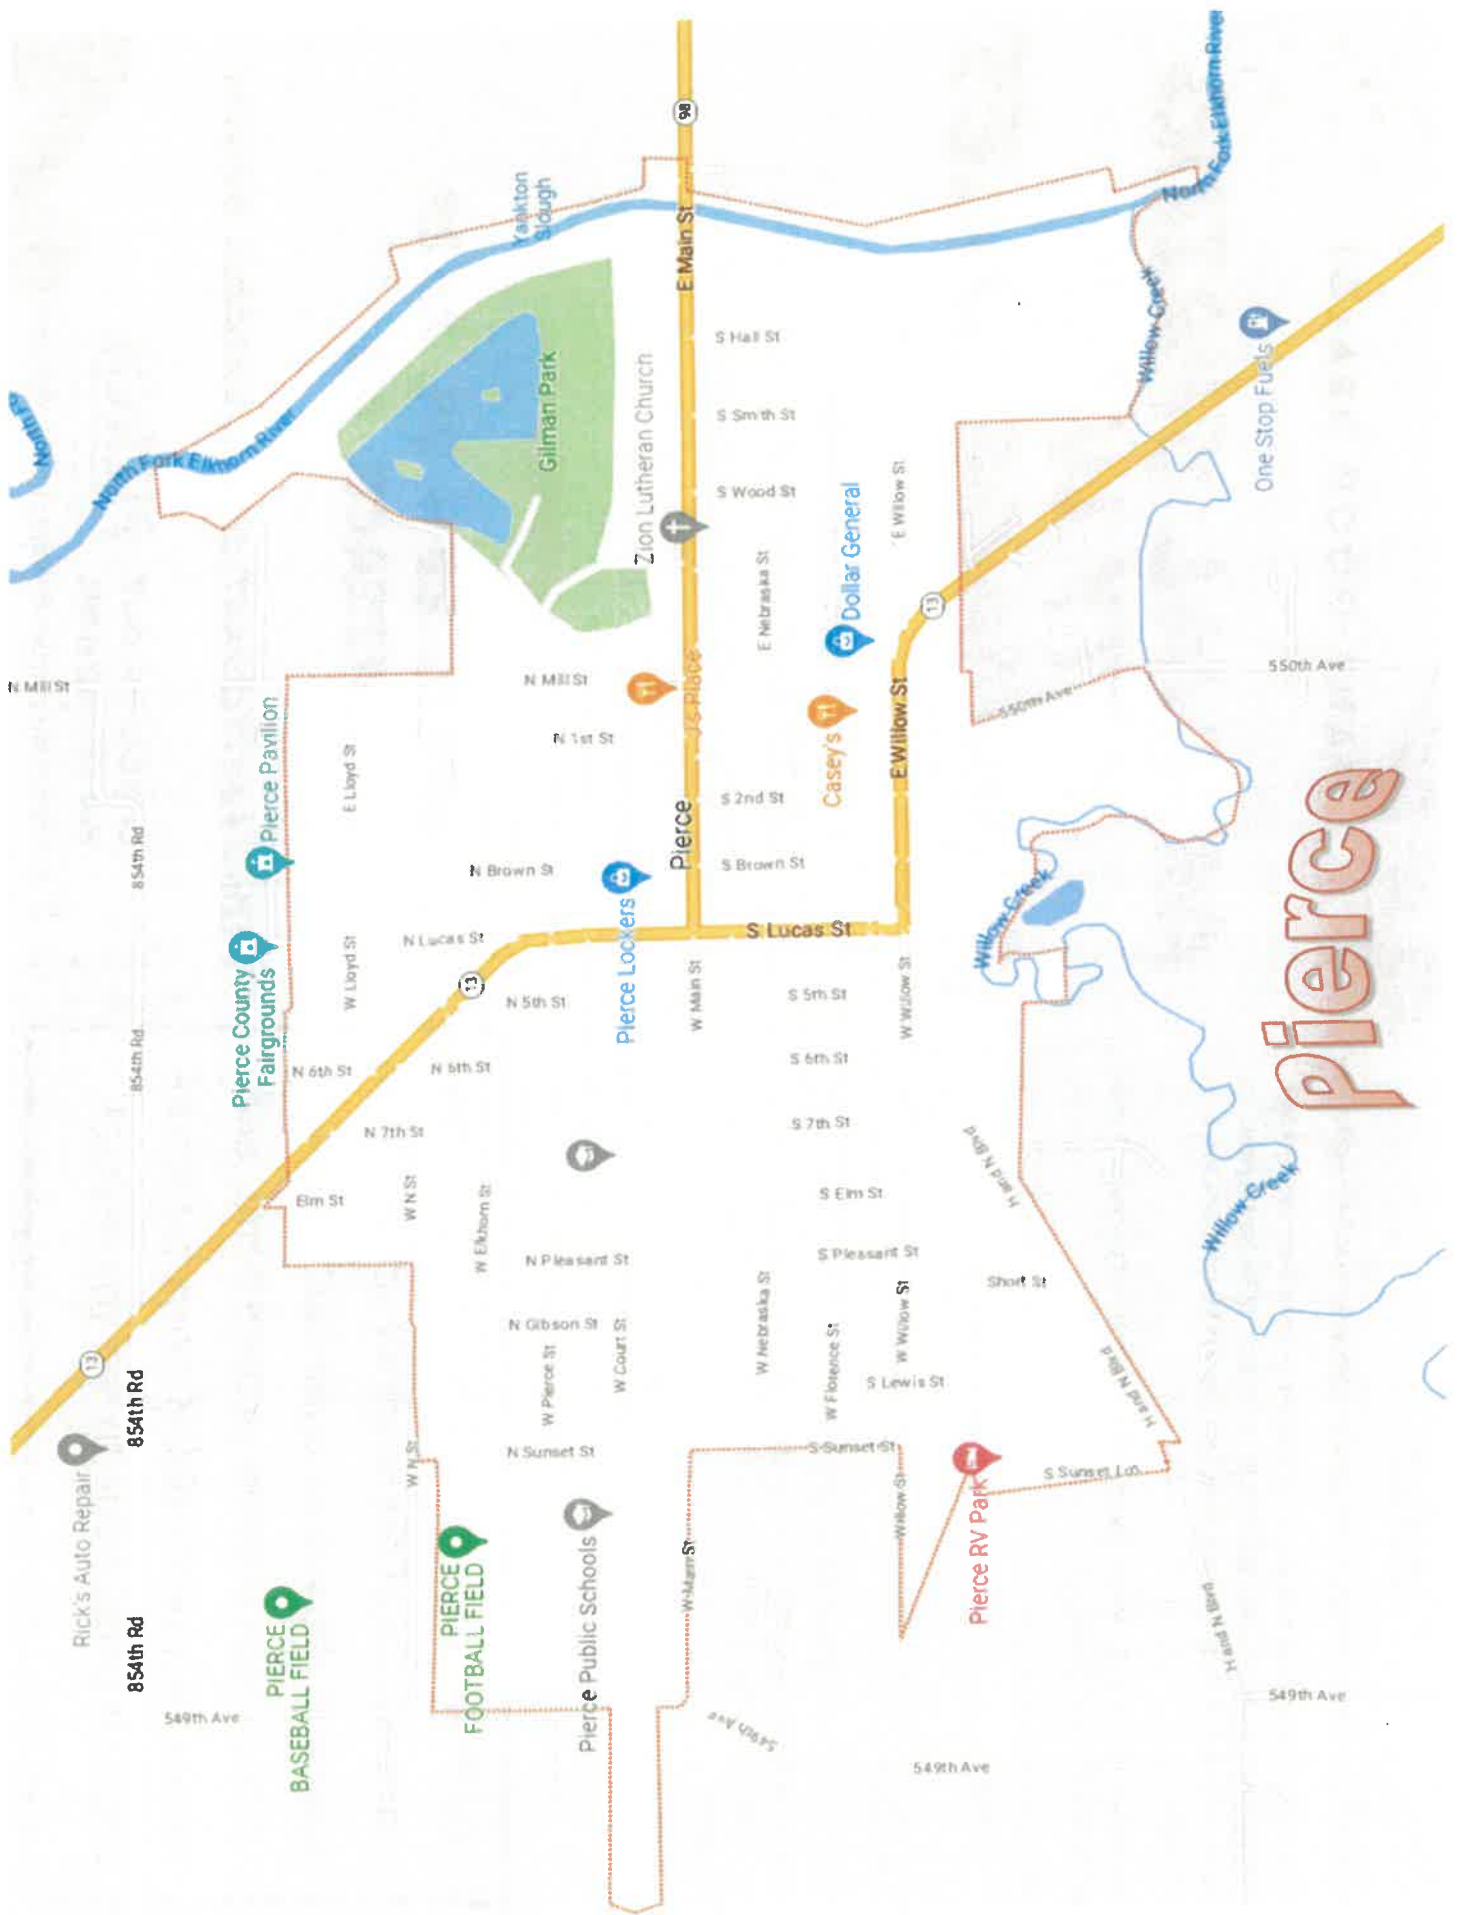 North Fo
N Mill St
Rick's Auto Repair
13
854th Rd
854th Rd
854th Rd
854th Rd
North Fork Elkhorn River
549th Ave
Pierce County
Fairgrounds
Pierce Pavilion
PIERCE
BASEBALL FIELD
Elm St
N 6th St
W Lloyd St
E Lloyd St
W N St
W N St
N 7th St
N Lucas St
PIERCE
FOOTBALL FIELD
W Elkhorn St
N 6th St
13
N Brown St
N Sunset St
W Pierce St
N Gibson St
N Pleasant St
N 5th St
N 1st St
N Mill St
Gilman Park
Yankton
Slough
Pierce Public Schools
W Court St
Pierce Lockers
Zion Lutheran Church
W Main St
W Main St
Pierce
J's Place
E Main St
98
549th Ave
W Nebraska St
E Nebraska St
S Brown St
S 2nd St
S Wood St
S Smith St
S Hall St
S Sunset St
W Florence St
S Pleasant St
S Elm St
S 7th St
S 6th St
S 5th St
S Lucas St
Casey's
Dollar General
Willow St
S Lewis St
W Willow St
W Willow St
E Willow St
E Willow St
13
549th Ave
Pierce RV Park
Short St
H and N Blvd
Willow Creek
550th Ave
S Sunset
H and N Blvd
Willow Creek
North Fork Elkhorn River
H and N Blvd
Willow Creek
One Stop Fuels
549th Ave
550th Ave
Pierce